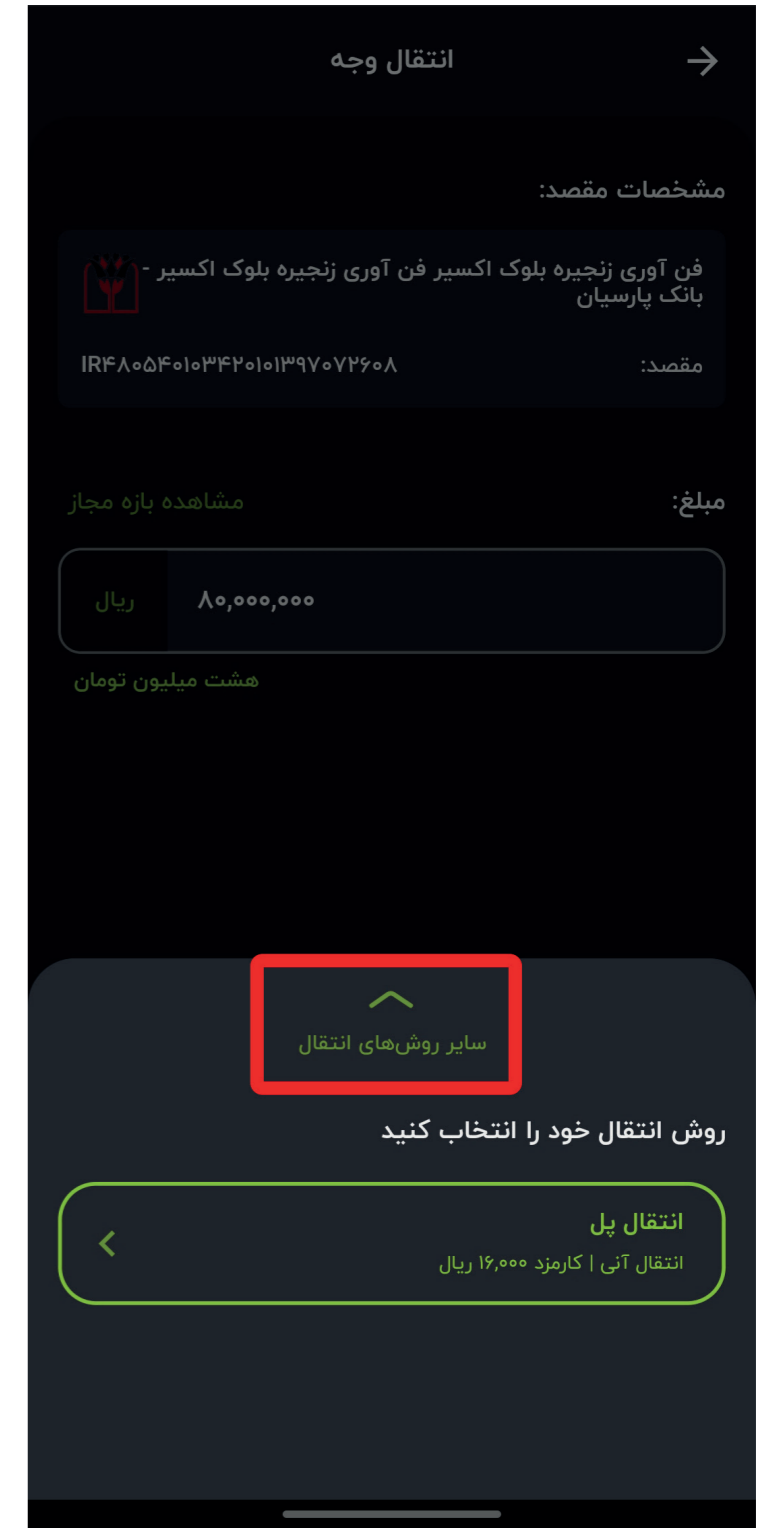 انتقال وجه
مشخصات مقصد:
فن آوری زنجیره بلوک اکسیر فن آوری زنجیره بلوک اکسیر -
بانک پارسیان
مقصد: IR۴۸۰۵۴۰۱۰۳۴۲۰۱۰۱۳۹۷۰۷۲۶۰۸
مبلغ: مشاهده بازه مجاز
۸۰,۰۰۰,۰۰۰ ریال
هشت میلیون تومان
سایر روش‌های انتقال
روش انتقال خود را انتخاب کنید
انتقال پل
انتقال آنی | کارمزد ۱۶,۰۰۰ ریال